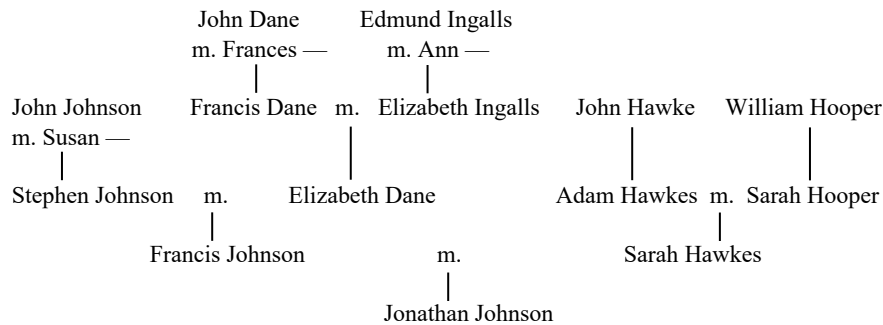 John Dane Edmund Ingalls
m. Frances — m. Ann —
John Johnson Francis Dane m. Elizabeth Ingalls John Hawke William Hooper
m. Susan —
Stephen Johnson m. Elizabeth Dane Adam Hawkes m. Sarah Hooper
Francis Johnson m. Sarah Hawkes
Jonathan Johnson